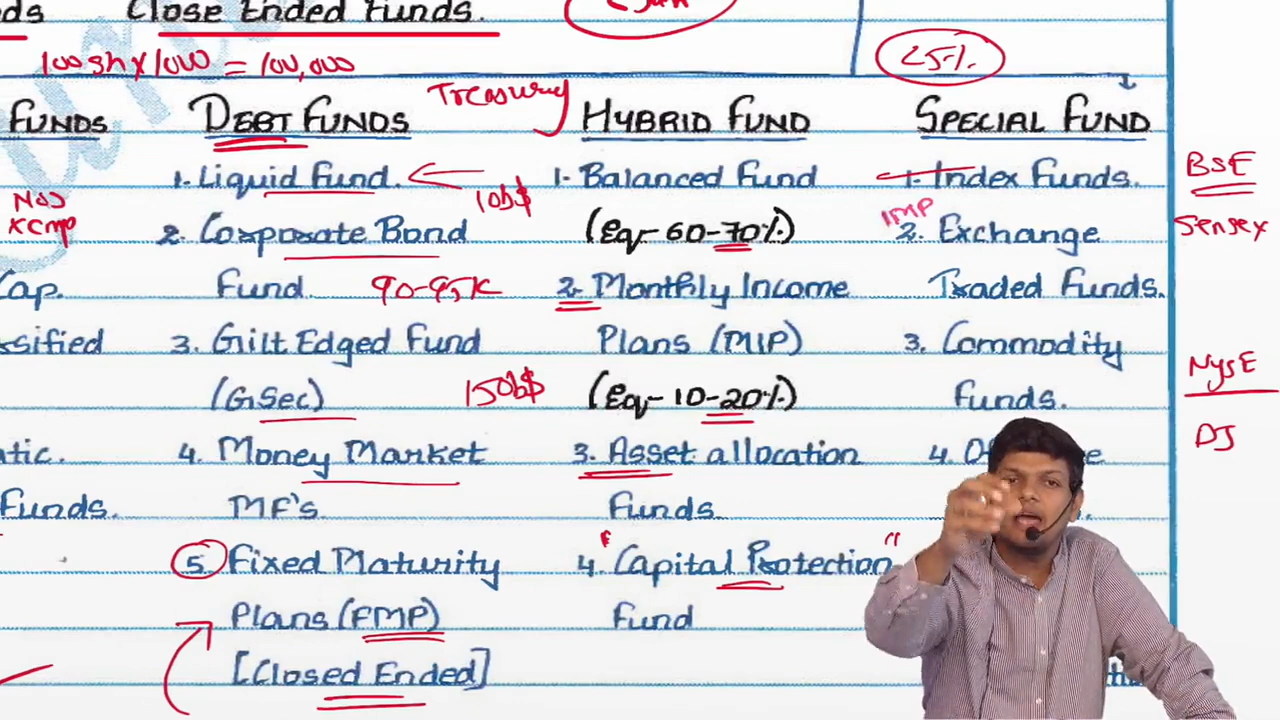 ds Close Ended Funds.
100sh x 1000 = 100,000
25%
Treasury
FUNDS DEBT FUNDS HYBRID FUND SPECIAL FUND
1. Liquid Fund. 1. Balanced Fund 1. Index Funds. BSE
10b$
2. Corporate Bond (Eq- 60-70%) IMP 2. Exchange Sensex
Cap. Fund. 90-95K 2. Monthly Income Traded Funds.
ssified 3. Gilt Edged Fund Plans (MIP) 3. Commodity NYSE
(GSec) 150b$ (Eq- 10-20%) Funds.
DJ
tic. 4. Money Market 3. Asset allocation 4.
Funds. MF's. Funds.
5. Fixed Maturity 4. "Capital Protection"
Plans (FMP) Fund
[Closed Ended]